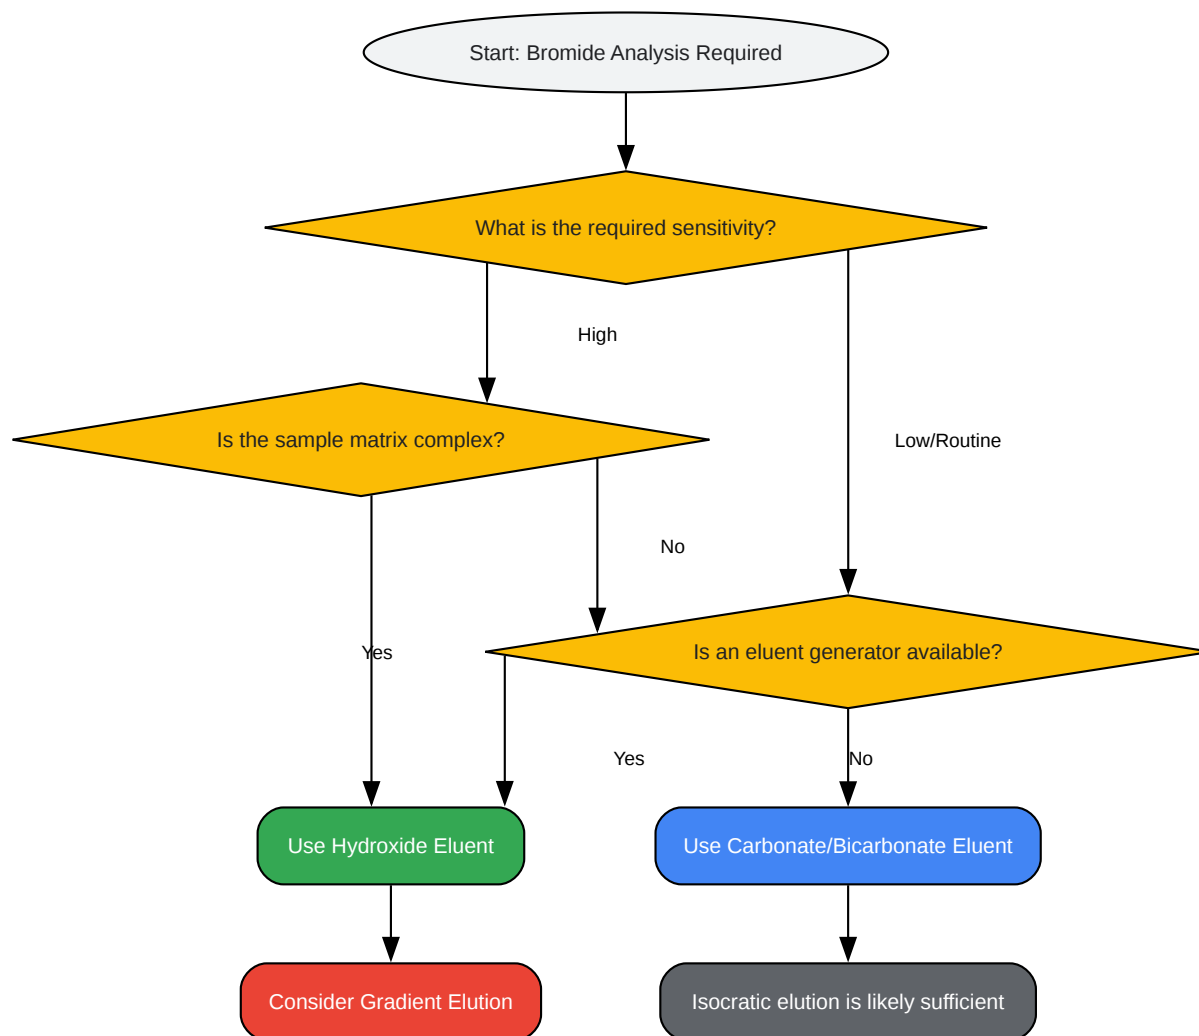 Start: Bromide Analysis Required
What is the required sensitivity?
High
Is the sample matrix complex?
Low/Routine
No
Yes
Is an eluent generator available?
Yes
No
Use Hydroxide Eluent
Use Carbonate/Bicarbonate Eluent
Consider Gradient Elution
Isocratic elution is likely sufficient